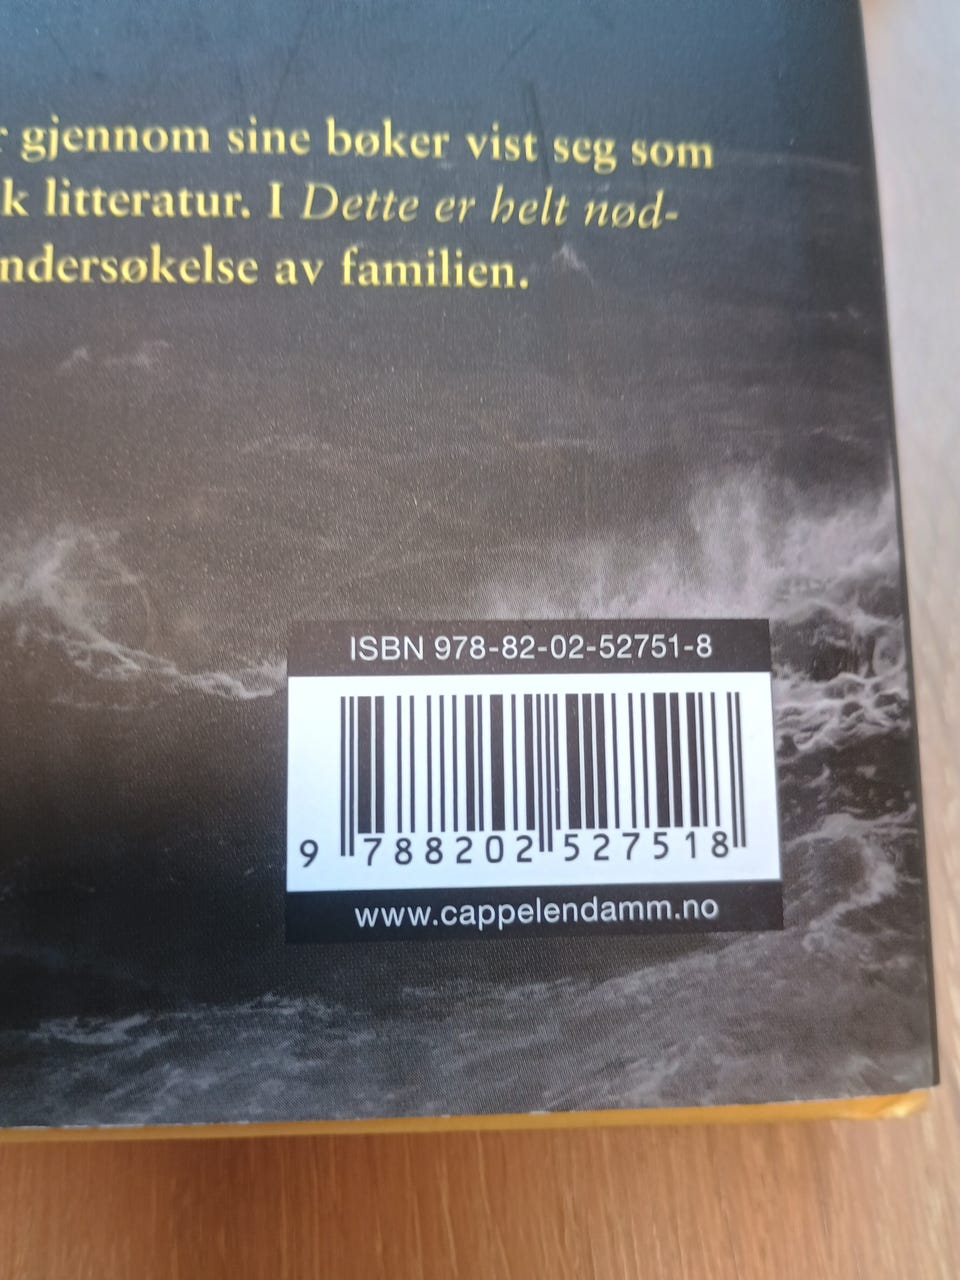 r gjennom sine bøker vist seg som
k litteratur. I Dette er helt nød-
ndersøkelse av familien.
ISBN 978-82-02-52751-8
9 788202 527518
www.cappelendamm.no